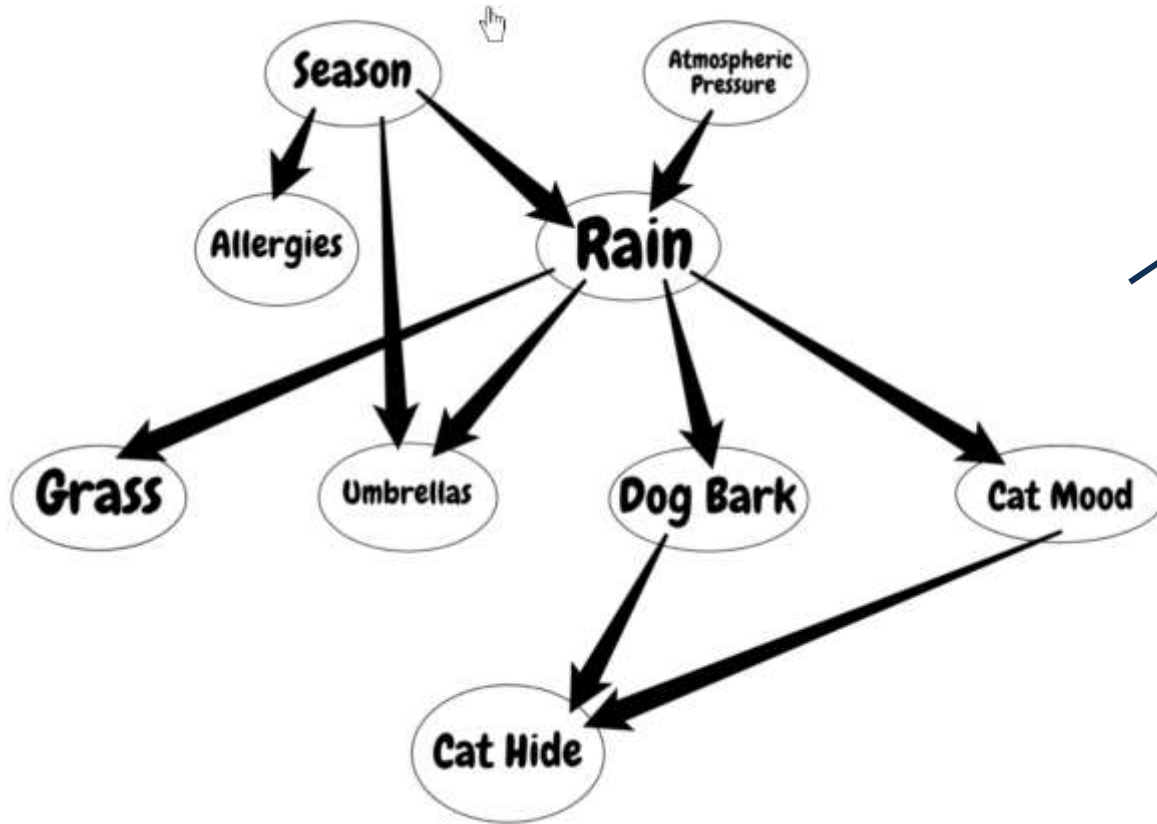 Season
Atmospheric
Pressure
Allergies
Rain
Grass
Umbrellas
Dog Bark
Cat Mood
Cat Hide